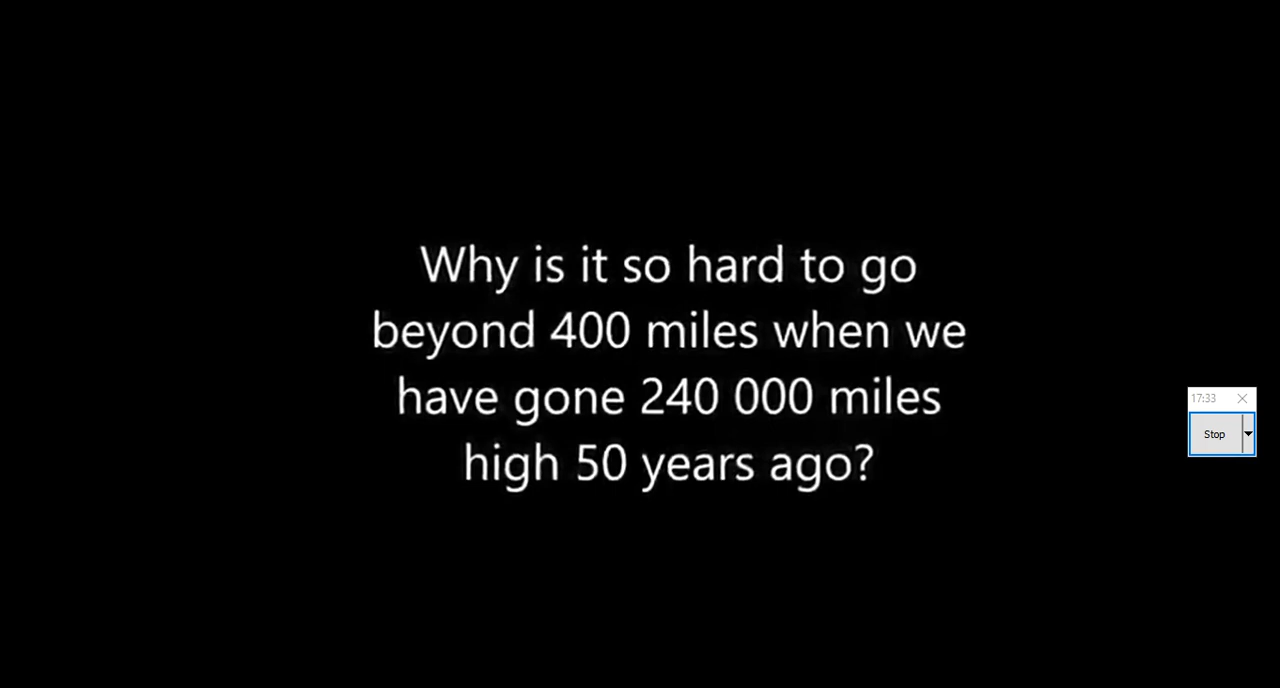 Why is it so hard to go
beyond 400 miles when we
have gone 240 000 miles
high 50 years ago?
17:33
Stop